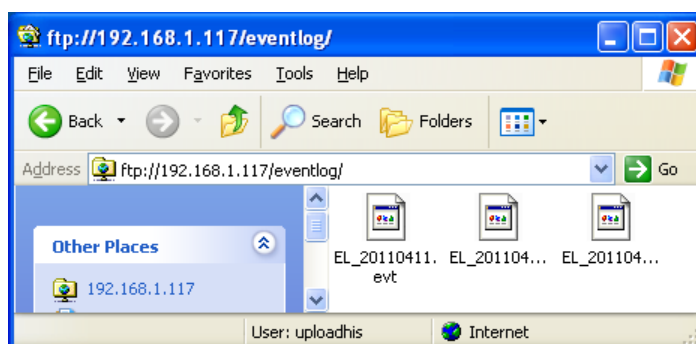 ftp://192.168.1.117/eventlog/
File Edit View Favorites Tools Help
Back Search Folders
Address ftp://192.168.1.117/eventlog/ Go
Other Places
192.168.1.117
EL_20110411.evt
EL_201104...
EL_201104...
User: uploadhis Internet